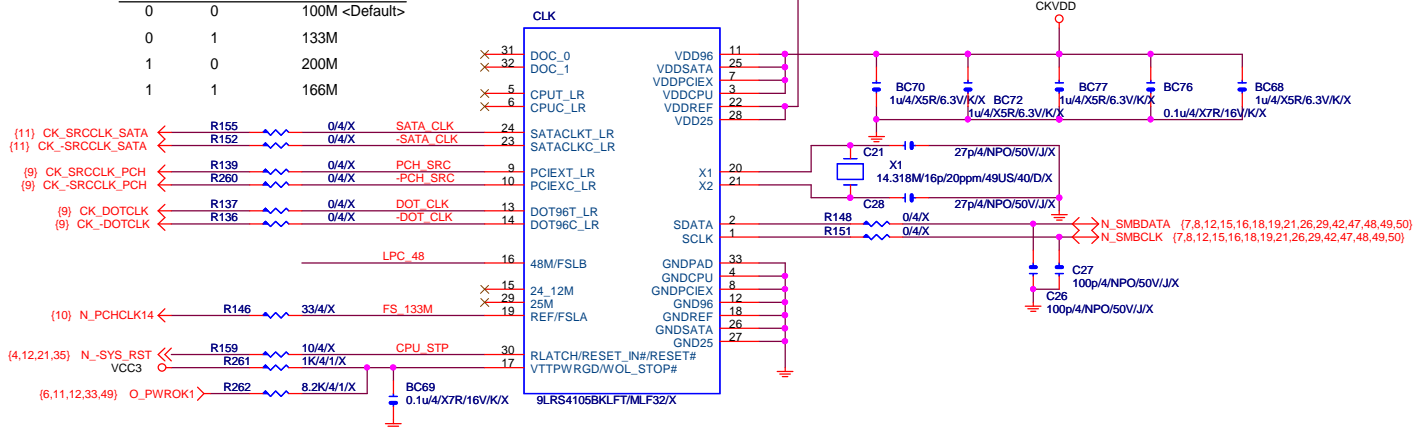 0 0 100M <Default>
0 1 133M
1 0 200M
1 1 166M
CLK
CKVDD
31 DOC_0
32 DOC_1
5 CPUT_LR
6 CPUC_LR
{11} CK_SRCCLK_SATA R155 0/4/X SATA_CLK 24 SATACLKT_LR
{11} CK_-SRCCLK_SATA R152 0/4/X -SATA_CLK 23 SATACLKC_LR
{9} CK_SRCCLK_PCH R139 0/4/X PCH_SRC 9 PCIEXT_LR
{9} CK_-SRCCLK_PCH R260 0/4/X -PCH_SRC 10 PCIEXC_LR
{9} CK_DOTCLK R137 0/4/X DOT_CLK 13 DOT96T_LR
{9} CK_-DOTCLK R136 0/4/X -DOT_CLK 14 DOT96C_LR
LPC_48 16 48M/FSLB
15 24_12M
29 25M
{10} N_PCHCLK14 R146 33/4/X FS_133M 19 REF/FSLA
{4,12,21,35} N_-SYS_RST R159 10/4/X CPU_STP 30 RLATCH/RESET_IN#/RESET#
VCC3 R261 1K/4/1/X 17 VTTPWRGD/WOL_STOP#
{6,11,12,33,49} O_PWROK1 R262 8.2K/4/1/X
BC69
0.1u/4/X7R/16V/K/X
9LRS4105BKLFT/MLF32/X
VDD96 11
VDDSATA 25
VDDPCIEX 7
VDDCPU 3
VDDREF 22
VDD25 28
BC70
1u/4/X5R/6.3V/K/X
BC72
1u/4/X5R/6.3V/K/X
BC77
1u/4/X5R/6.3V/K/X
BC76
0.1u/4/X7R/16V/K/X
BC68
1u/4/X5R/6.3V/K/X
X1 20
X2 21
C21 27p/4/NPO/50V/J/X
X1
14.318M/16p/20ppm/49US/40/D/X
C28 27p/4/NPO/50V/J/X
SDATA 2 R148 0/4/X N_SMBDATA {7,8,12,15,16,18,19,21,26,29,42,47,48,49,50}
SCLK 1 R151 0/4/X N_SMBCLK {7,8,12,15,16,18,19,21,26,29,42,47,48,49,50}
C27
100p/4/NPO/50V/J/X
C26
100p/4/NPO/50V/J/X
GNDPAD 33
GNDCPU 4
GNDPCIEX 8
GND96 12
GNDREF 18
GNDSATA 26
GND25 27